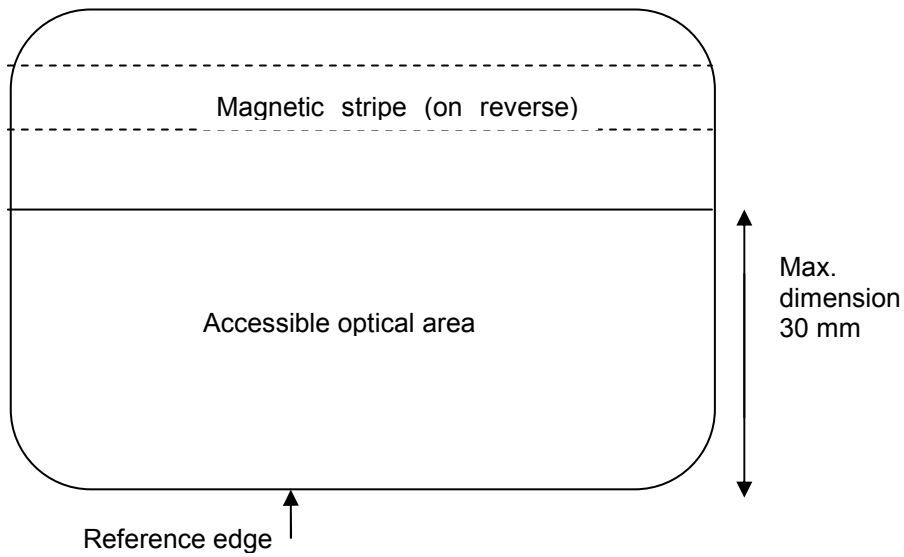 Magnetic stripe (on reverse)
Max.
dimension
30 mm
Accessible optical area
Reference edge